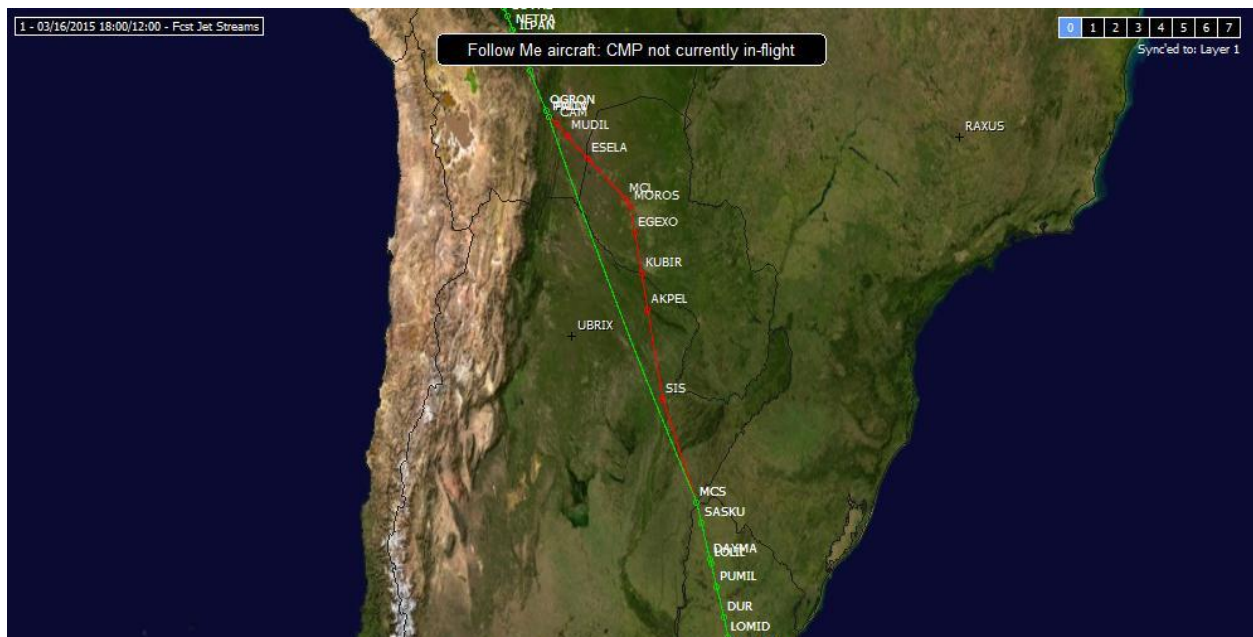 1 - 03/16/2015 18:00/12:00 - Fcst Jet Streams
0 1 2 3 4 5 6 7
Sync'ed to: Layer 1
NETPA
ILPAN
Follow Me aircraft: CMP not currently in-flight
OGRON
CAM
MUDIL
RAXUS
ESELA
MCL
MOROS
EGEXO
KUBIR
AKPEL
UBRIX
SIS
MCS
SASKU
DAYMA
PUMIL
DUR
LOMID